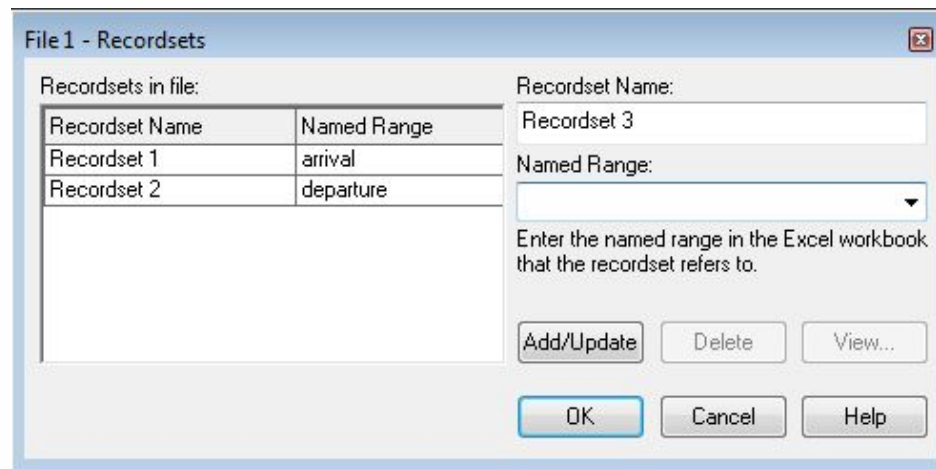 File 1 - Recordsets
Recordsets in file:
Recordset Name Named Range
Recordset 1 arrival
Recordset 2 departure
Recordset Name:
Recordset 3
Named Range:
Enter the named range in the Excel workbook
that the recordset refers to.
Add/Update Delete View...
OK Cancel Help